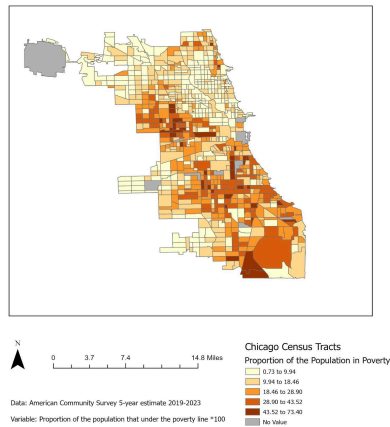 N
0 3.7 7.4 14.8 Miles
Data: American Community Survey 5-year estimate 2019-2023
Variable: Proportion of the population that under the poverty line *100
Chicago Census Tracts
Proportion of the Population in Poverty
0.73 to 9.94
9.94 to 18.46
18.46 to 28.90
28.90 to 43.52
43.52 to 73.40
No Value